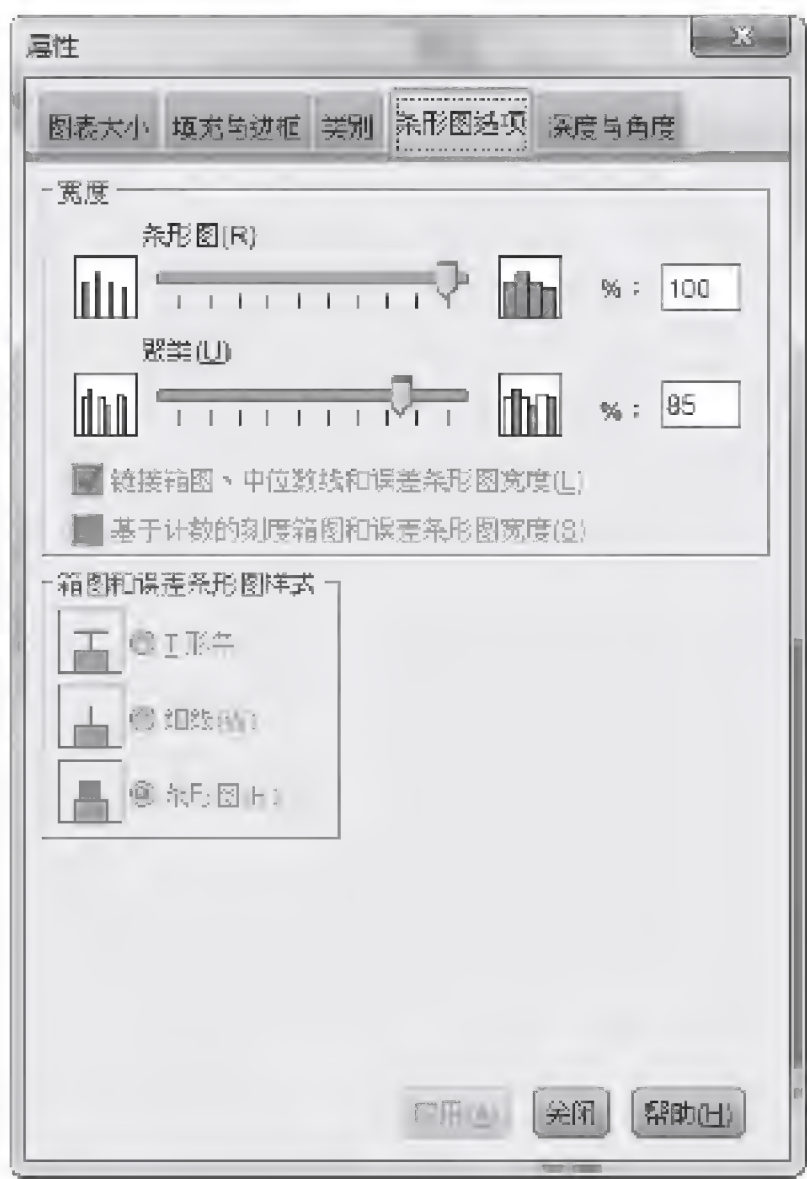 属性
图表大小 填充与边框 类别 条形图选项 深度与角度
宽度
条形图(R)
% : 100
聚类(U)
% : 85
链接箱图、中位数线和误差条形图宽度(L)
基于计数的刻度箱图和误差条形图宽度(S)
箱图和误差条形图样式
T 形条
细线(W)
条形图
应用(A) 关闭 帮助(H)